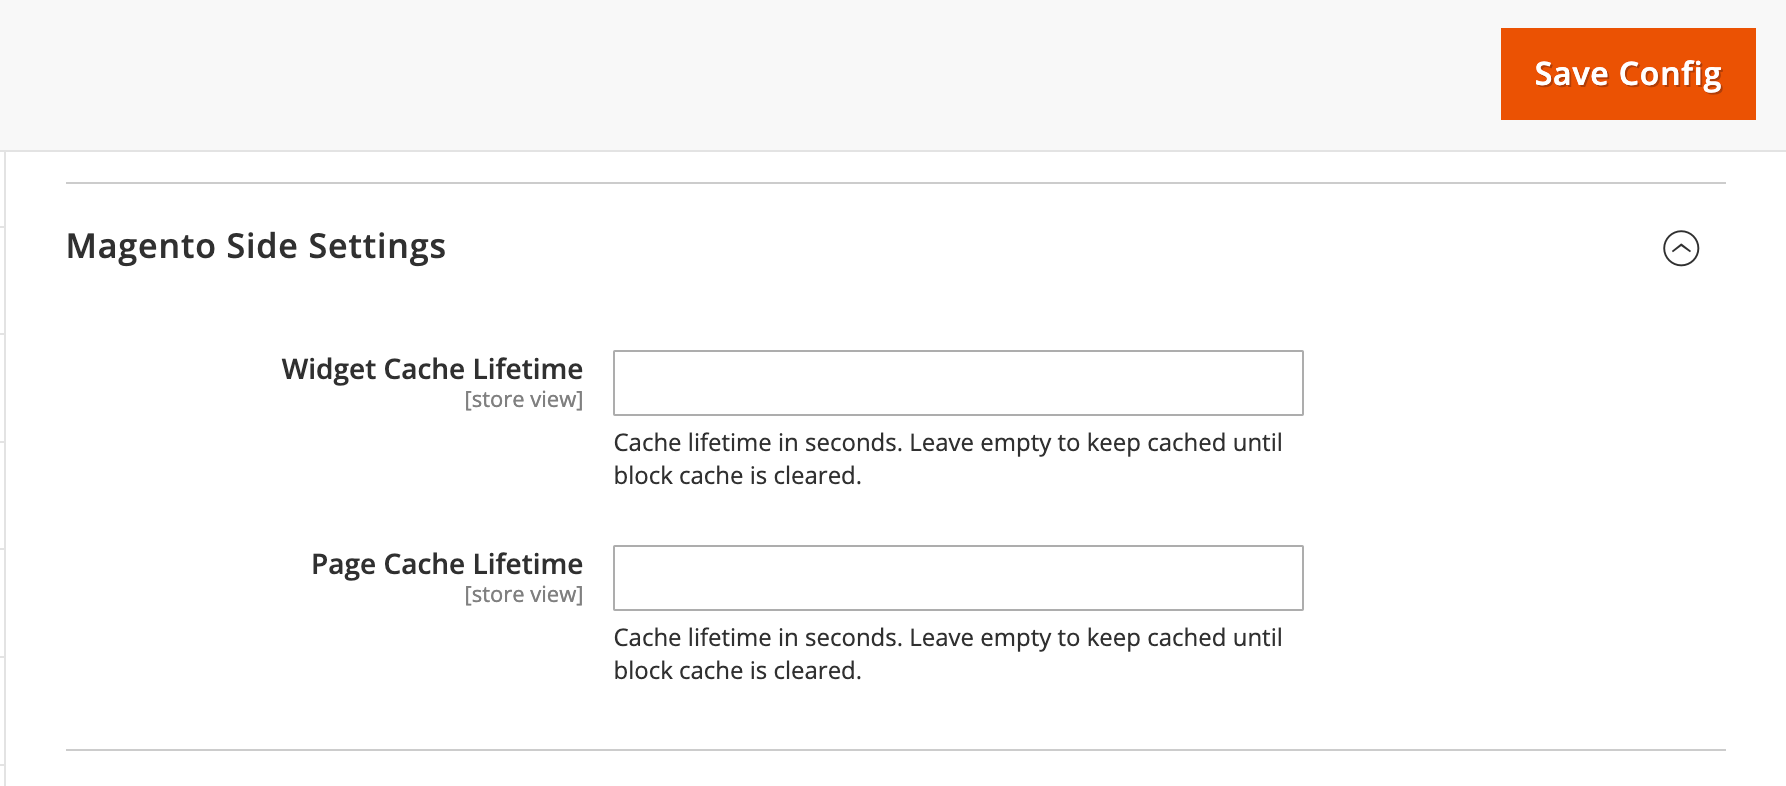 Save Config
Magento Side Settings
Widget Cache Lifetime
[store view]
Cache lifetime in seconds. Leave empty to keep cached until
block cache is cleared.
Page Cache Lifetime
[store view]
Cache lifetime in seconds. Leave empty to keep cached until
block cache is cleared.